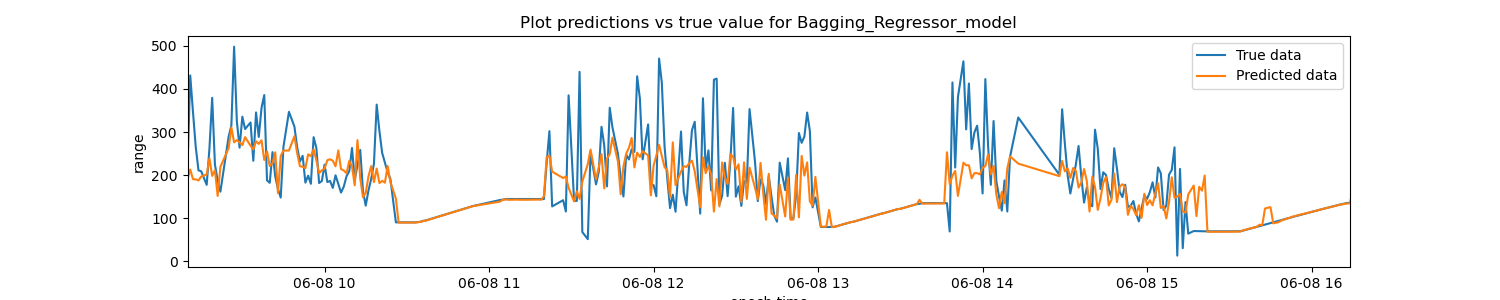 Plot predictions vs true value for Bagging_Regressor_model
True data
Predicted data
range
500
400
300
200
100
0
06-08 10
06-08 11
06-08 12
06-08 13
06-08 14
06-08 15
06-08 16
epoch time